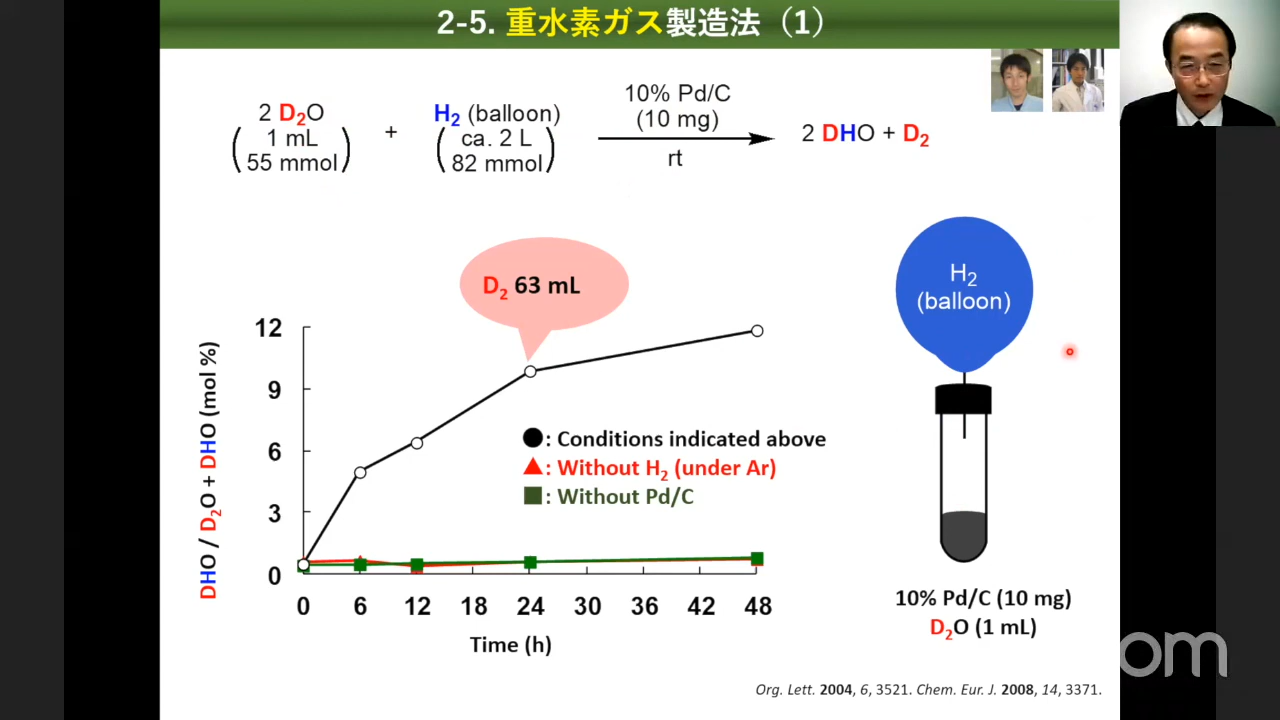 2-5. 重水素ガス製造法（1）
2 D₂O
1 mL
55 mmol
+
H₂ (balloon)
ca. 2 L
82 mmol
10% Pd/C
(10 mg)
rt
2 DHO + D₂
D₂ 63 mL
H₂
(balloon)
DHO / D₂O + DHO (mol %)
12
9
6
3
0
●: Conditions indicated above
▲: Without H₂ (under Ar)
■: Without Pd/C
0 6 12 18 24 30 36 42 48
Time (h)
10% Pd/C (10 mg)
D₂O (1 mL)
om
Org. Lett. 2004, 6, 3521. Chem. Eur. J. 2008, 14, 3371.